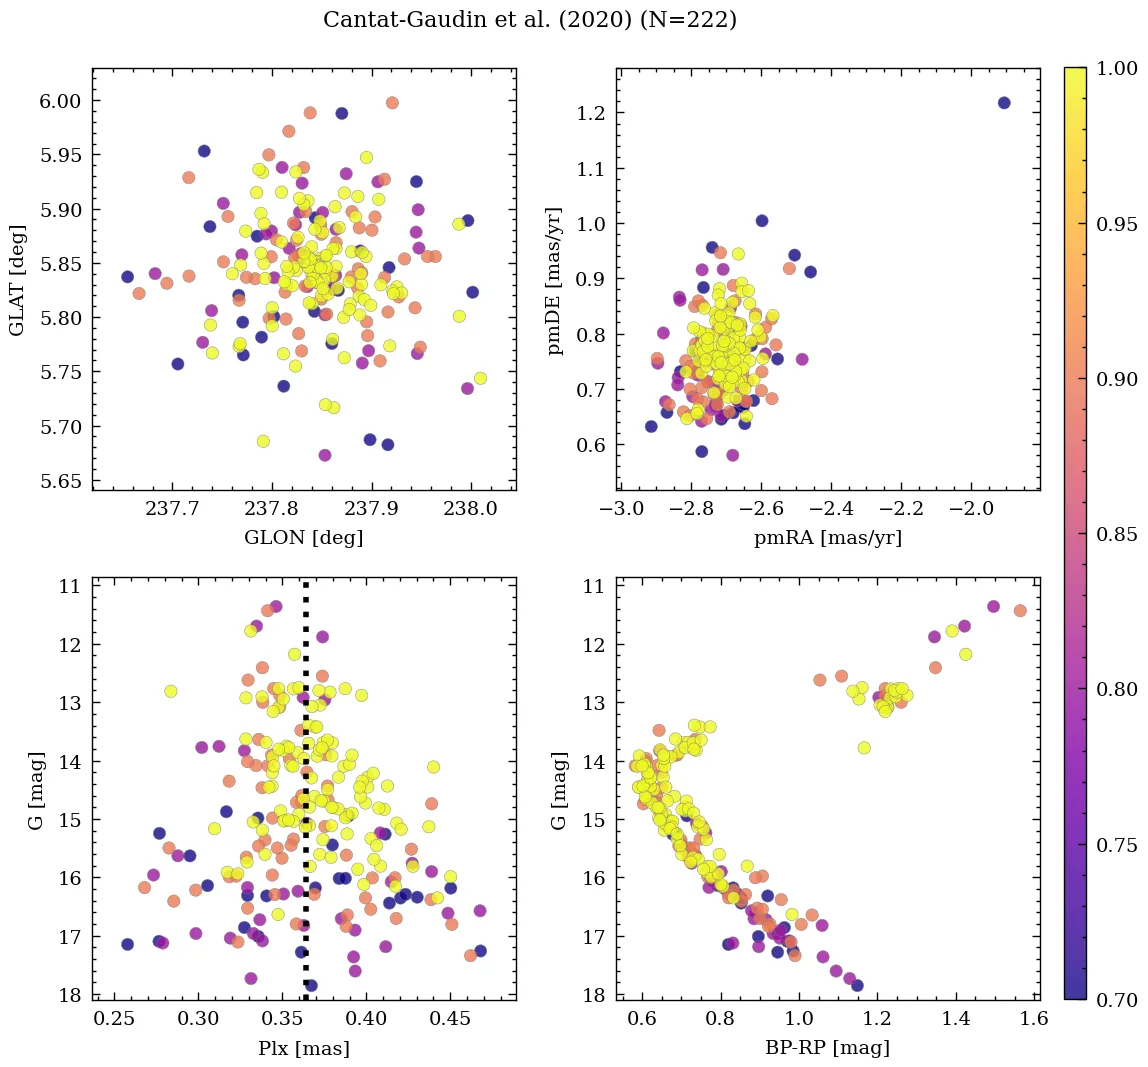 Cantat-Gaudin et al. (2020) (N=222)
6.00
5.95
5.90
5.85
5.80
5.75
5.70
5.65
GLAT [deg]
237.7 237.8 237.9 238.0
GLON [deg]
1.2
1.1
1.0
0.9
0.8
0.7
0.6
pmDE [mas/yr]
−3.0 −2.8 −2.6 −2.4 −2.2 −2.0
pmRA [mas/yr]
11
12
13
14
15
16
17
18
G [mag]
0.25 0.30 0.35 0.40 0.45
Plx [mas]
11
12
13
14
15
16
17
18
G [mag]
0.6 0.8 1.0 1.2 1.4 1.6
BP-RP [mag]
1.00
0.95
0.90
0.85
0.80
0.75
0.70